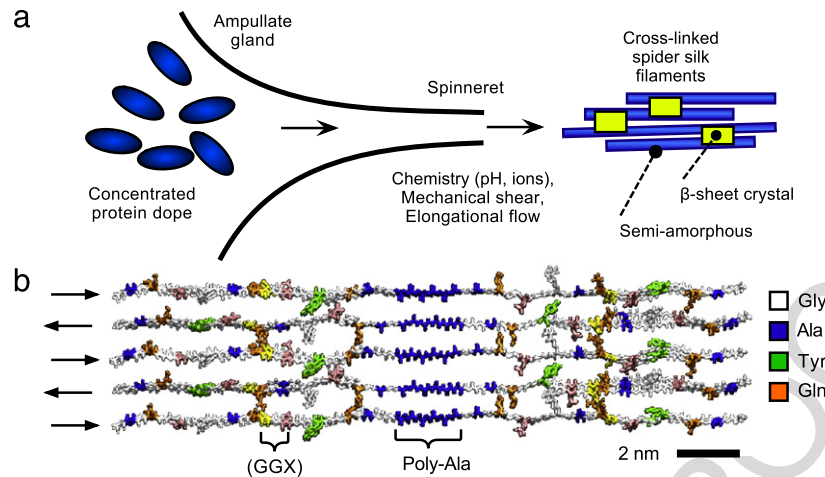 a
Ampullate
gland
Spinneret
Cross-linked
spider silk
filaments
Concentrated
protein dope
Chemistry (pH, ions),
Mechanical shear,
Elongational flow
β-sheet crystal
Semi-amorphous
b
Gly
Ala
Tyr
Gln
(GGX)
Poly-Ala
2 nm